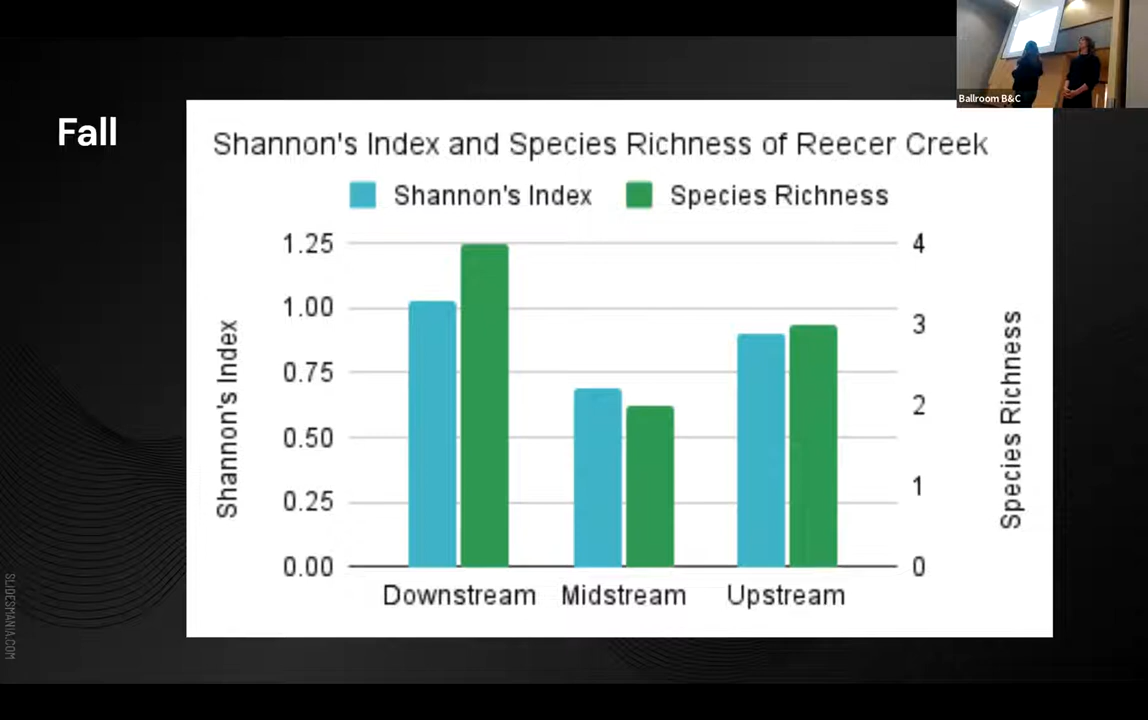 Ballroom B&C
Fall
Shannon's Index and Species Richness of Reecer Creek
Shannon's Index
Species Richness
1.25
1.00
0.75
0.50
0.25
0.00
Shannon's Index
4
3
2
1
0
Species Richness
Downstream
Midstream
Upstream
SLIDESMANIA.COM